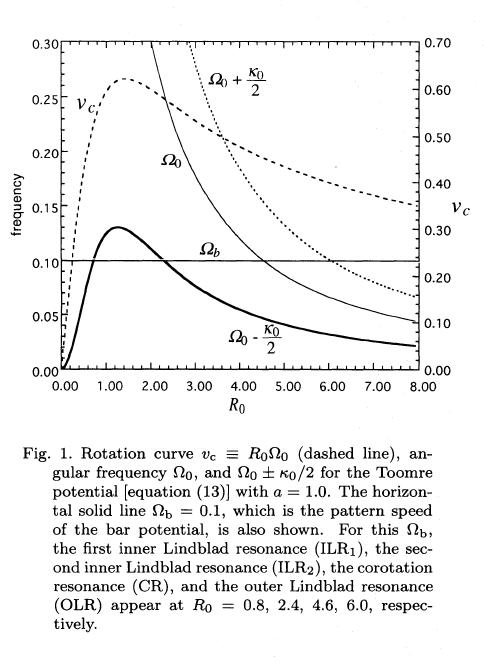 0.30
0.25
0.20
0.15
0.10
0.05
0.00
frequency
0.70
0.60
0.50
0.40
0.30
0.20
0.10
0.00
νc
νc
Ω0 + κ0/2
Ω0
Ωb
Ω0 - κ0/2
0.00 1.00 2.00 3.00 4.00 5.00 6.00 7.00 8.00
R0
Fig. 1. Rotation curve vc ≡ R0Ω0 (dashed line), an-
gular frequency Ω0, and Ω0 ± κ0/2 for the Toomre
potential [equation (13)] with a = 1.0. The horizon-
tal solid line Ωb = 0.1, which is the pattern speed
of the bar potential, is also shown. For this Ωb,
the first inner Lindblad resonance (ILR1), the sec-
ond inner Lindblad resonance (ILR2), the corotation
resonance (CR), and the outer Lindblad resonance
(OLR) appear at R0 = 0.8, 2.4, 4.6, 6.0, respec-
tively.